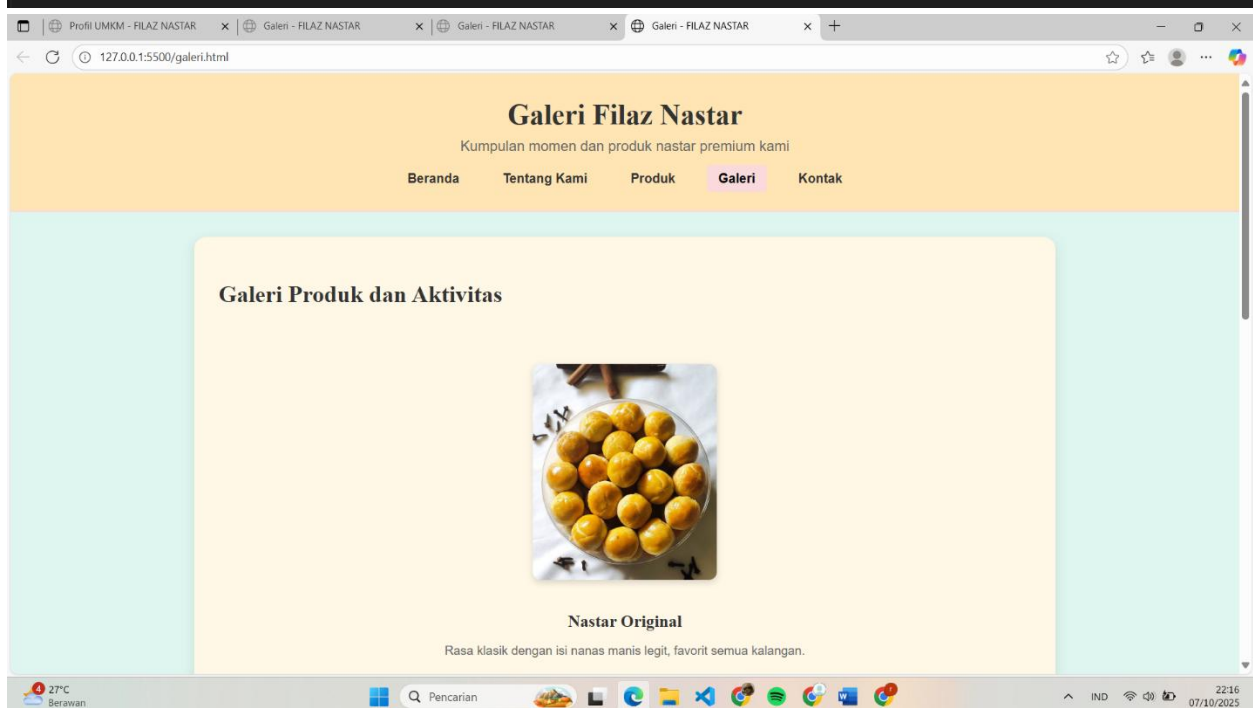 Profil UMKM - FILAZ NASTAR
Galeri - FILAZ NASTAR
Galeri - FILAZ NASTAR
Galeri - FILAZ NASTAR
127.0.0.1:5500/galeri.html
Galeri Filaz Nastar
Kumpulan momen dan produk nastar premium kami
Beranda Tentang Kami Produk Galeri Kontak
Galeri Produk dan Aktivitas
Nastar Original
Rasa klasik dengan isi nanas manis legit, favorit semua kalangan.
4
27°C
Berawan
Pencarian
IND
22:16
07/10/2025